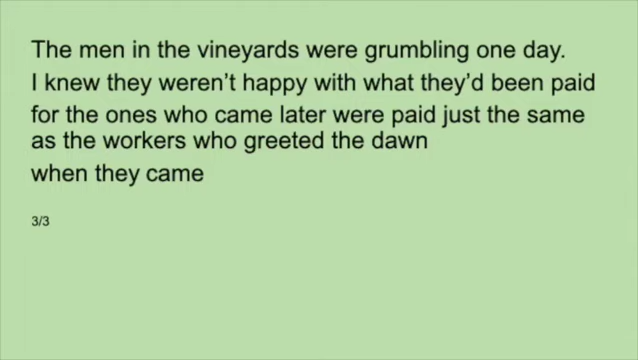 The men in the vineyards were grumbling one day.
I knew they weren't happy with what they'd been paid
for the ones who came later were paid just the same
as the workers who greeted the dawn
when they came
3/3